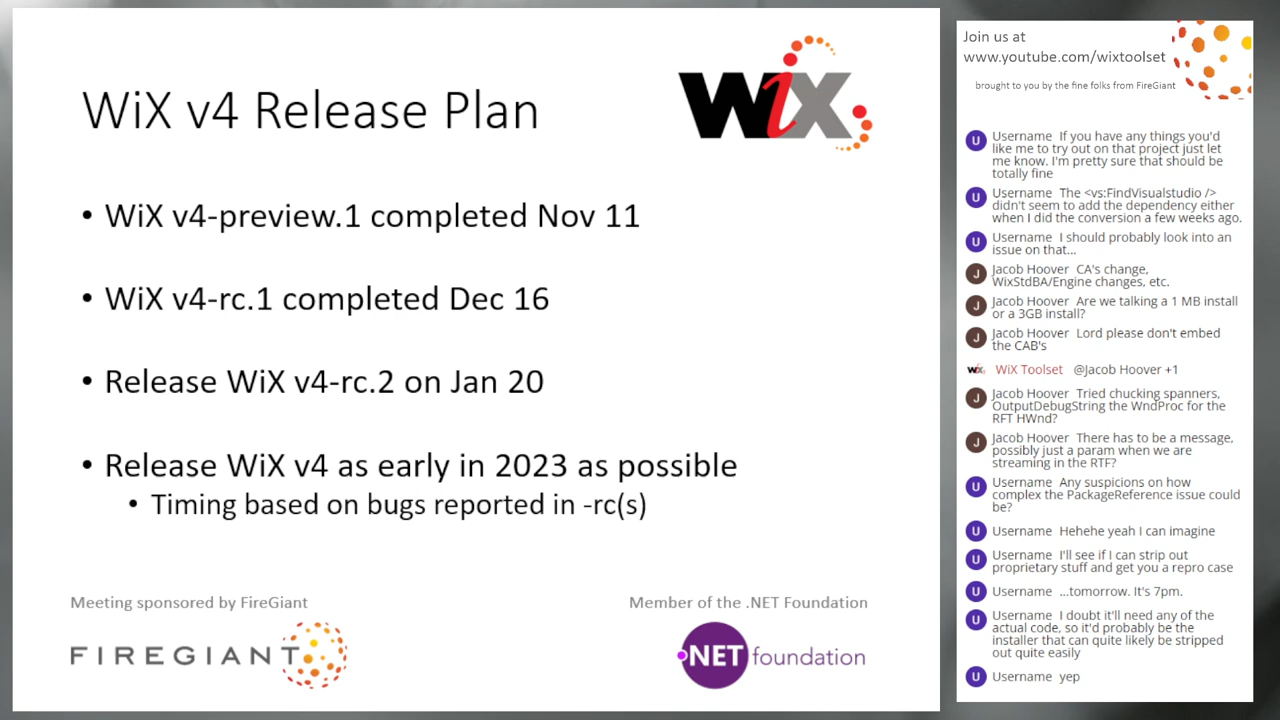 WiX v4 Release Plan
WiX
• WiX v4-preview.1 completed Nov 11
• WiX v4-rc.1 completed Dec 16
• Release WiX v4-rc.2 on Jan 20
• Release WiX v4 as early in 2023 as possible
• Timing based on bugs reported in -rc(s)
Meeting sponsored by FireGiant
FIREGIANT
Member of the .NET Foundation
.NET foundation
Join us at
www.youtube.com/wixtoolset
brought to you by the fine folks from FireGiant
U Username If you have any things you'd
like me to try out on that project just let
me know. I'm pretty sure that should be
totally fine
U Username The <vs:FindVisualstudio />
didn't seem to add the dependency either
when I did the conversion a few weeks ago.
U Username I should probably look into an
issue on that...
J Jacob Hoover CA's change,
WixStdBA/Engine changes, etc.
J Jacob Hoover Are we talking a 1 MB install
or a 3GB install?
J Jacob Hoover Lord please don't embed
the CAB's
WiX WiX Toolset @Jacob Hoover +1
J Jacob Hoover Tried chucking spanners,
OutputDebugString the WndProc for the
RFT HWnd?
J Jacob Hoover There has to be a message,
possibly just a param when we are
streaming in the RTF?
U Username Any suspicions on how
complex the PackageReference issue could
be?
U Username Hehehe yeah I can imagine
U Username I'll see if I can strip out
proprietary stuff and get you a repro case
U Username ...tomorrow. It's 7pm.
U Username I doubt it'll need any of the
actual code, so it'd probably be the
installer that can quite likely be stripped
out quite easily
U Username yep